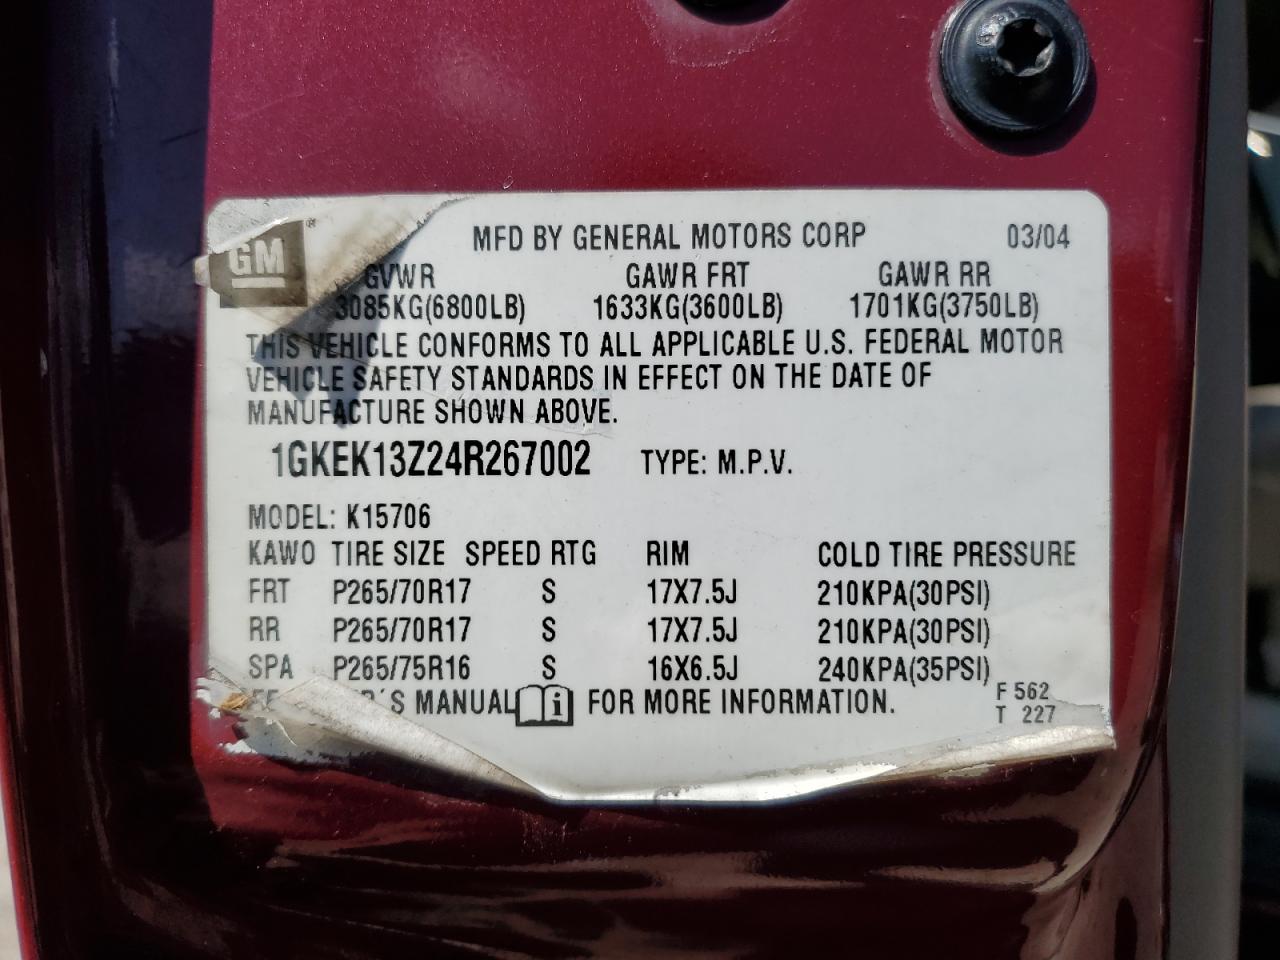 GM®
MFD BY GENERAL MOTORS CORP 03/04
GVWR GAWR FRT GAWR RR
3085KG(6800LB) 1633KG(3600LB) 1701KG(3750LB)
THIS VEHICLE CONFORMS TO ALL APPLICABLE U.S. FEDERAL MOTOR
VEHICLE SAFETY STANDARDS IN EFFECT ON THE DATE OF
MANUFACTURE SHOWN ABOVE.
1GKEK13Z24R267002 TYPE: M.P.V.
MODEL: K15706
KAWO TIRE SIZE SPEED RTG RIM COLD TIRE PRESSURE
FRT P265/70R17 S 17X7.5J 210KPA(30PSI)
RR P265/70R17 S 17X7.5J 210KPA(30PSI)
SPA P265/75R16 S 16X6.5J 240KPA(35PSI)
'S MANUAL FOR MORE INFORMATION.
F 562
T 227